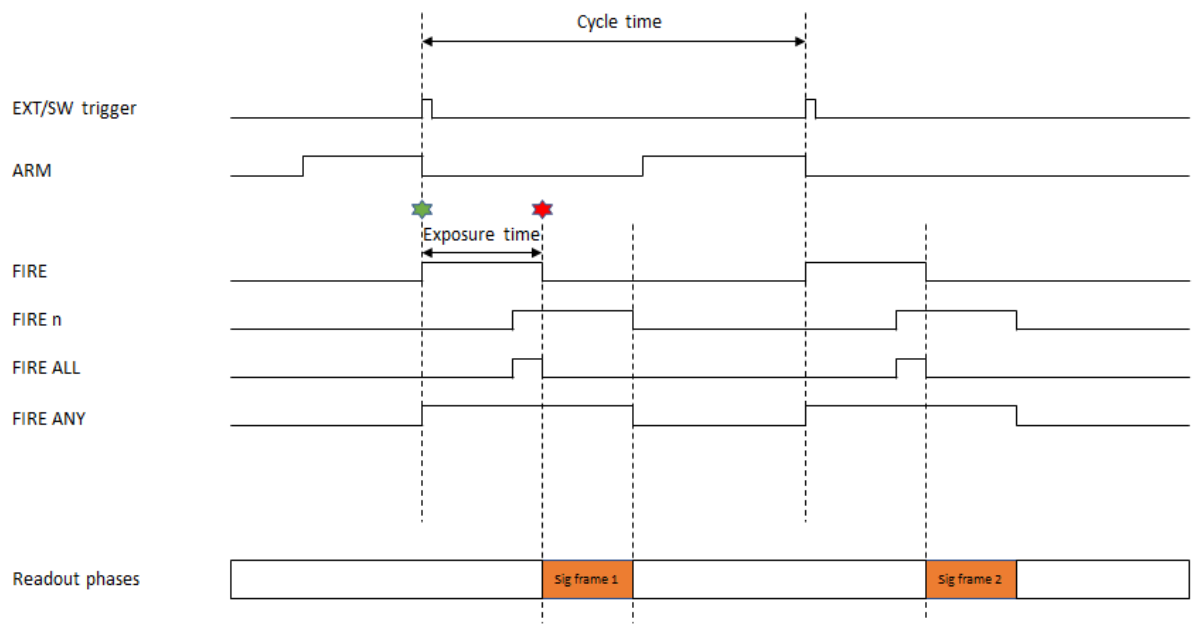 Cycle time
EXT/SW trigger
ARM
Exposure time
FIRE
FIRE n
FIRE ALL
FIRE ANY
Readout phases
Sig frame 1
Sig frame 2